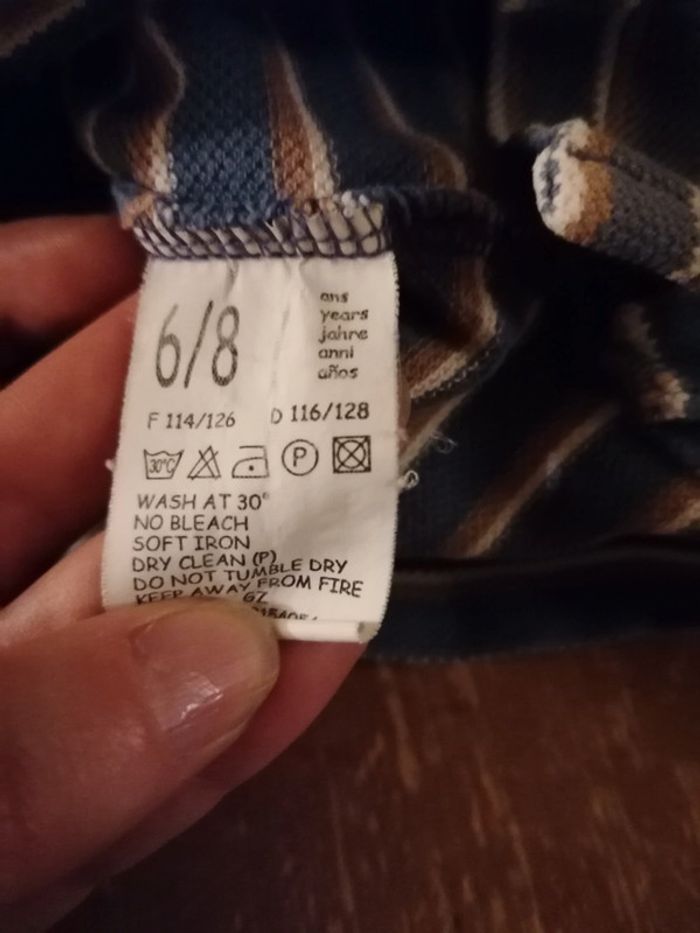 6/8
ans
years
jahre
anni
años
F 114/126 D 116/128
30°C P
WASH AT 30°
NO BLEACH
SOFT IRON
DRY CLEAN (P)
DO NOT TUMBLE DRY
KEEP AWAY FROM FIRE
GZ